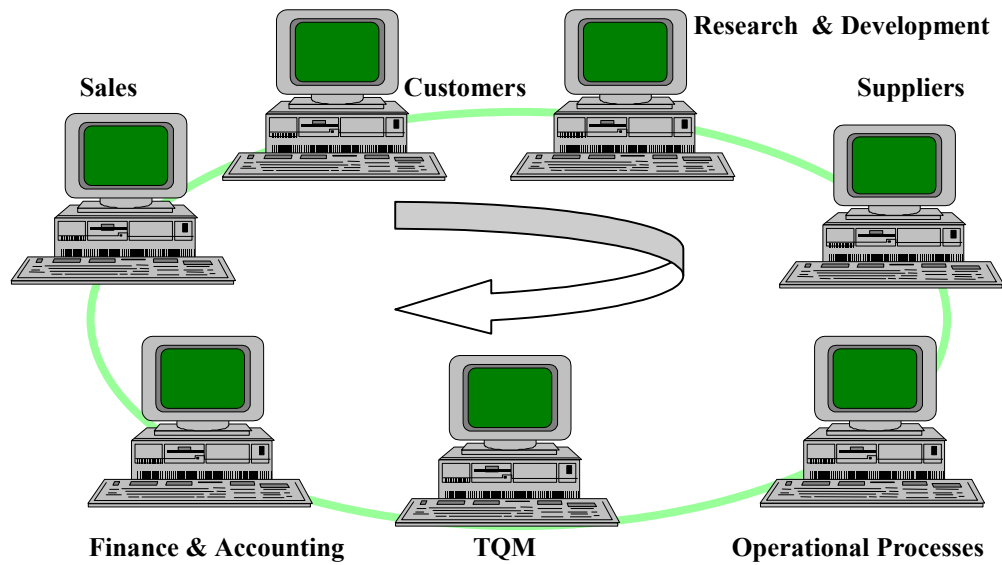 Research & Development
Sales
Customers
Suppliers
Finance & Accounting
TQM
Operational Processes